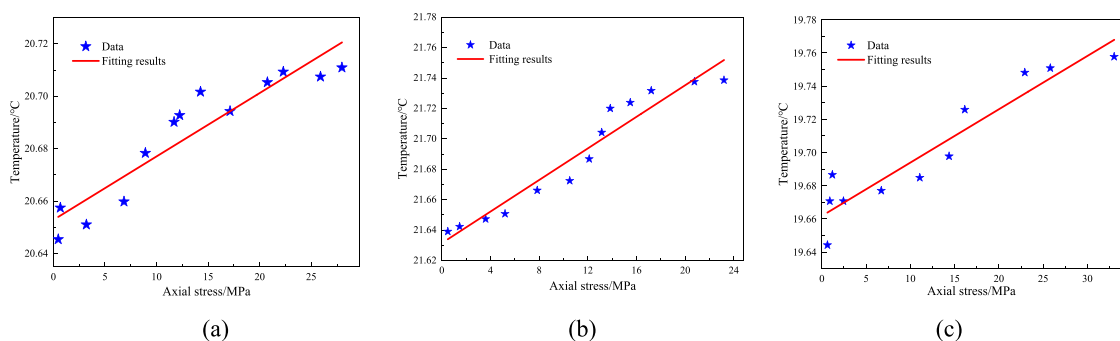 20.72
20.70
20.68
20.66
20.64
Temperature/°C
Data
Fitting results
0 5 10 15 20 25
Axial stress/MPa
(a)
21.78
21.76
21.74
21.72
21.70
21.68
21.66
21.64
21.62
Temperature/°C
Data
Fitting results
0 4 8 12 16 20 24
Axial stress/MPa
(b)
19.78
19.76
19.74
19.72
19.70
19.68
19.66
19.64
Temperature/°C
Data
Fitting results
0 5 10 15 20 25 30
Axial stress/MPa
(c)